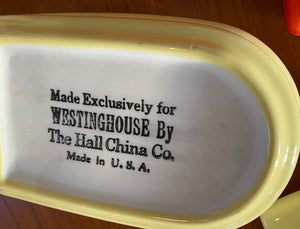 Made Exclusively for
WESTINGHOUSE By
The Hall China Co.
Made in U. S. A.